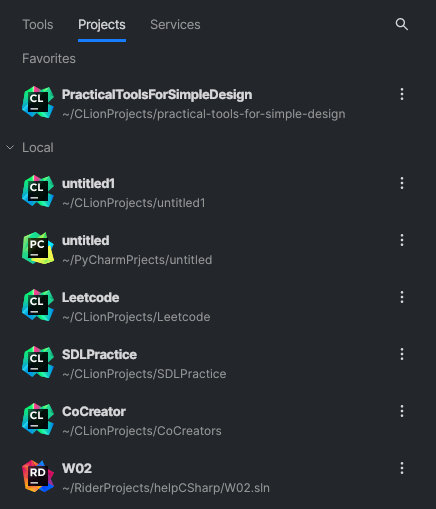 Tools Projects Services
Favorites
CL PracticalToolsForSimpleDesign
~/CLionProjects/practical-tools-for-simple-design
Local
CL untitled1
~/CLionProjects/untitled1
PC untitled
~/PyCharmPrjects/untitled
CL Leetcode
~/CLionProjects/Leetcode
CL SDLPractice
~/CLionProjects/SDLPractice
CL CoCreator
~/CLionProjects/CoCreators
RD W02
~/RiderProjects/helpCSharp/W02.sln